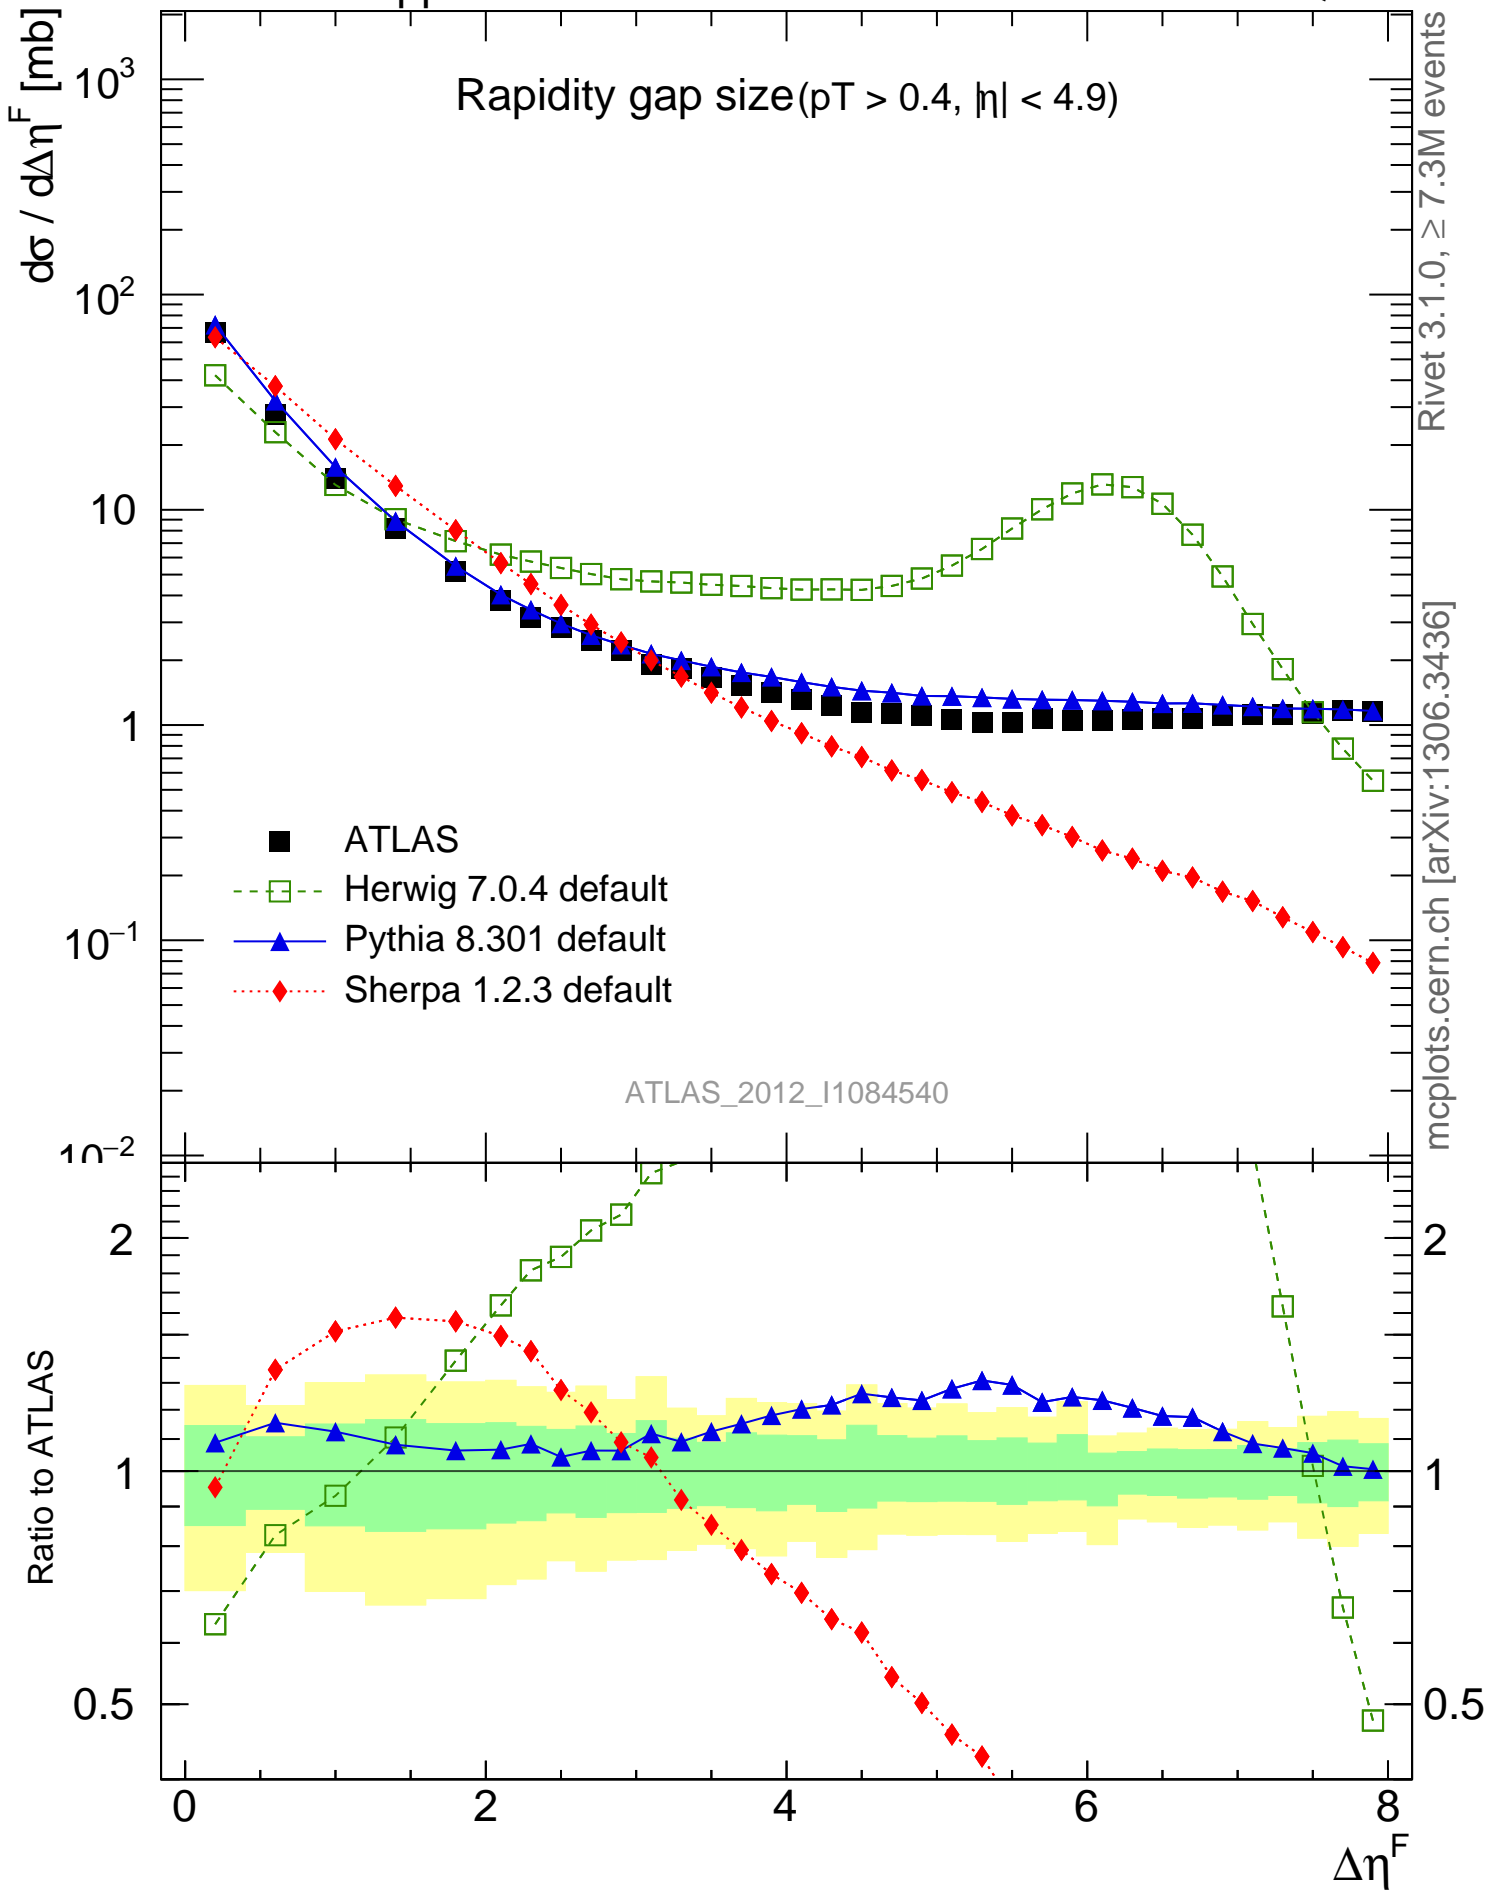 pp
dσ / dΔη^F [mb]
Rapidity gap size (pT > 0.4, |η| < 4.9)
10^3
10^2
10
1
10^−1
10^−2
ATLAS
Herwig 7.0.4 default
Pythia 8.301 default
Sherpa 1.2.3 default
ATLAS_2012_I1084540
Rivet 3.1.0, ≥ 7.3M events
mcplots.cern.ch [arXiv:1306.3436]
Ratio to ATLAS
2
1
0.5
2
1
0.5
0 2 4 6 8
Δη^F